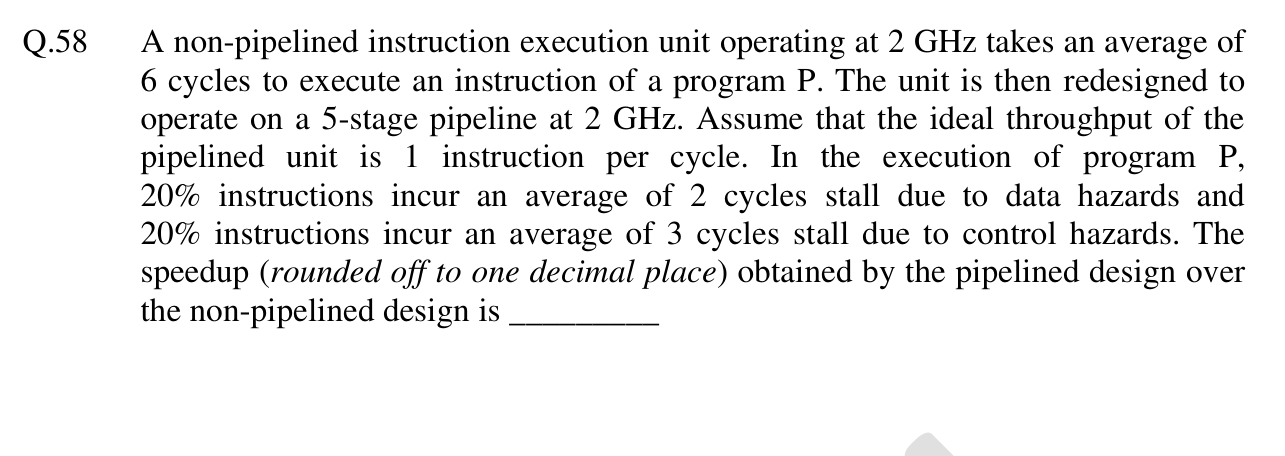 Q.58 A non-pipelined instruction execution unit operating at 2 GHz takes an average of
6 cycles to execute an instruction of a program P. The unit is then redesigned to
operate on a 5-stage pipeline at 2 GHz. Assume that the ideal throughput of the
pipelined unit is 1 instruction per cycle. In the execution of program P,
20% instructions incur an average of 2 cycles stall due to data hazards and
20% instructions incur an average of 3 cycles stall due to control hazards. The
speedup (rounded off to one decimal place) obtained by the pipelined design over
the non-pipelined design is _________